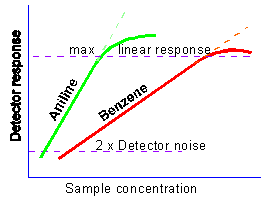 max linear response
Detector response
Aniline
Benzene
2 x Detector noise
Sample concentration